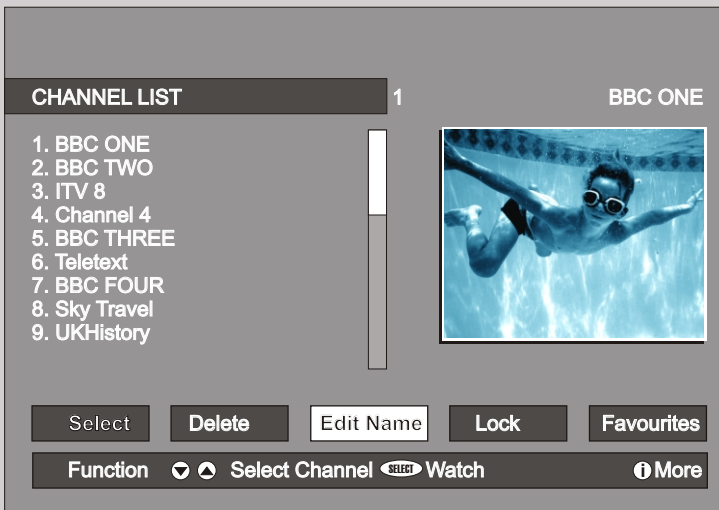 CHANNEL LIST 1 BBC ONE
1. BBC ONE
2. BBC TWO
3. ITV 8
4. Channel 4
5. BBC THREE
6. Teletext
7. BBC FOUR
8. Sky Travel
9. UKHistory
Select Delete Edit Name Lock Favourites
Function Select Channel SELECT Watch i More